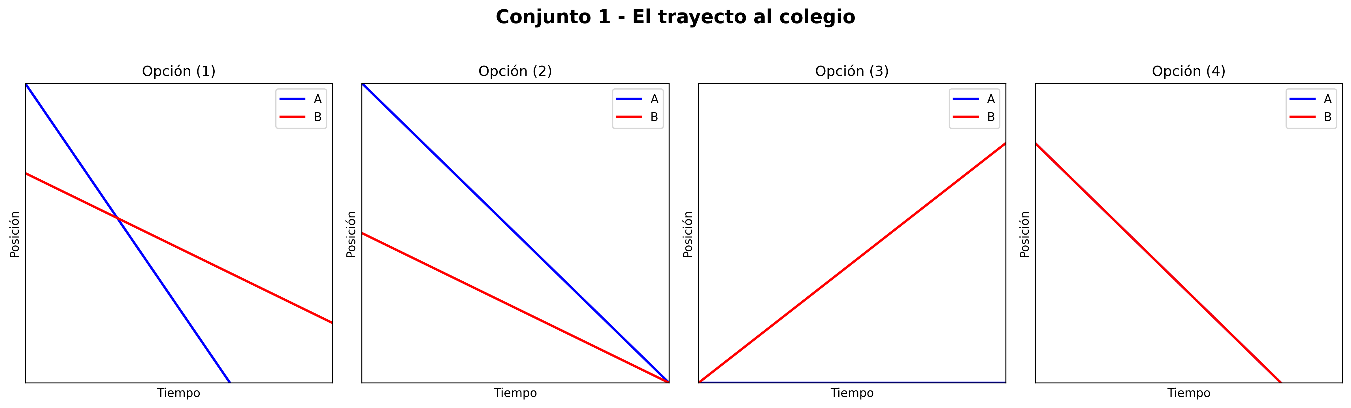 Conjunto 1 - El trayecto al colegio
Opción (1)
A
B
Posición
Tiempo
Opción (2)
A
B
Posición
Tiempo
Opción (3)
A
B
Posición
Tiempo
Opción (4)
A
B
Posición
Tiempo